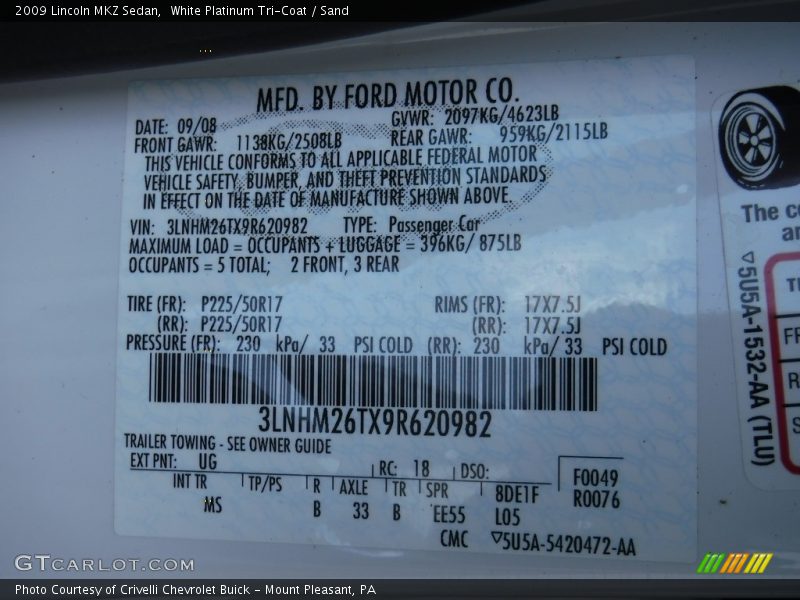 2009 Lincoln MKZ Sedan,  White Platinum Tri-Coat / Sand
MFD. BY FORD MOTOR CO.
DATE: 09/08 GVWR: 2097KG/4623LB
FRONT GAWR: 1138KG/2508LB REAR GAWR: 959KG/2115LB
THIS VEHICLE CONFORMS TO ALL APPLICABLE FEDERAL MOTOR
VEHICLE SAFETY, BUMPER, AND THEFT PREVENTION STANDARDS
IN EFFECT ON THE DATE OF MANUFACTURE SHOWN ABOVE.
VIN: 3LNHM26TX9R620982 TYPE: Passenger Car
MAXIMUM LOAD = OCCUPANTS + LUGGAGE = 396KG/ 875LB
OCCUPANTS = 5 TOTAL; 2 FRONT, 3 REAR
TIRE (FR): P225/50R17 RIMS (FR): 17X7.5J
(RR): P225/50R17 (RR): 17X7.5J
PRESSURE (FR): 230 kPa/ 33 PSI COLD (RR): 230 kPa/ 33 PSI COLD
3LNHM26TX9R620982
TRAILER TOWING - SEE OWNER GUIDE
EXT PNT: UG RC: 18 DSO: F0049
INT TR TP/PS R AXLE TR SPR 8DE1F R0076
MS B 33 B EE55 L05
CMC ▽5U5A-5420472-AA
The
▽5U5A-1532-AA (TLU)
GTCARLOT.COM
Photo Courtesy of Crivelli Chevrolet Buick - Mount Pleasant, PA